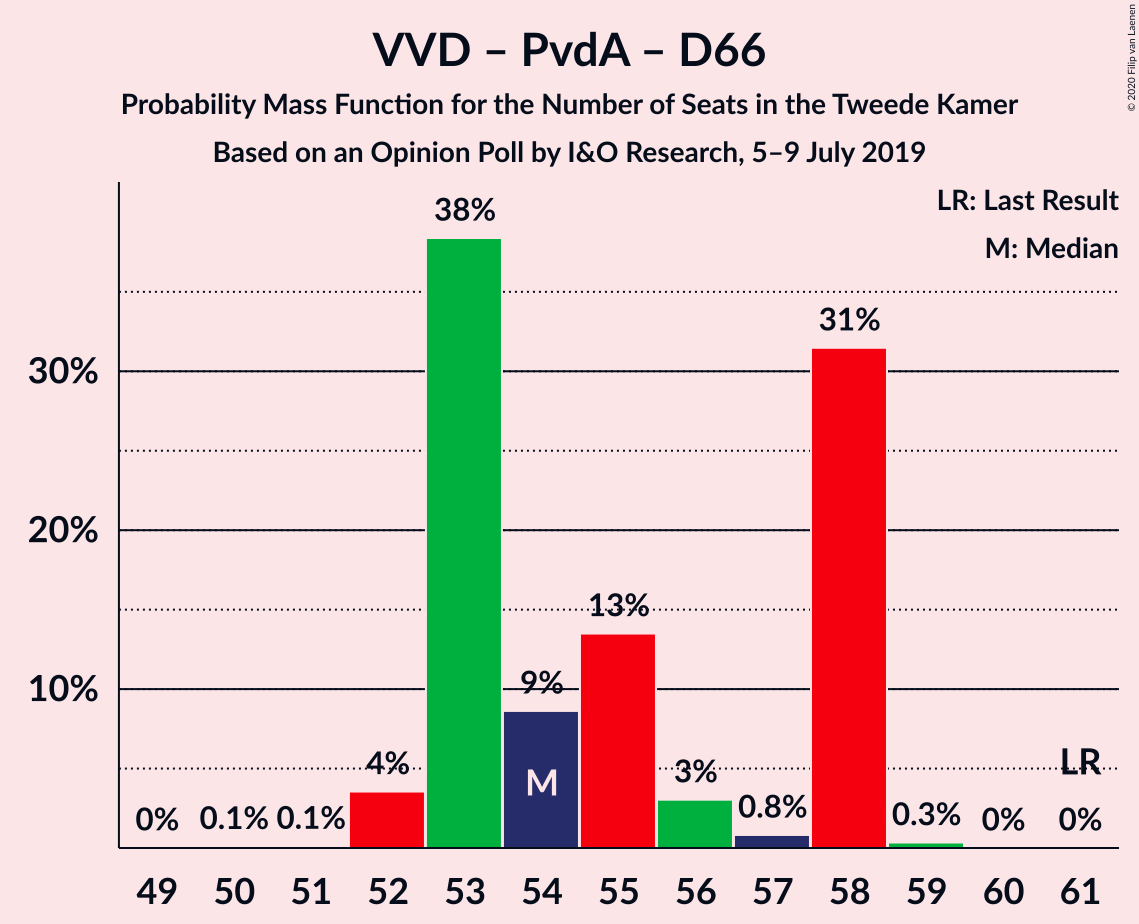 VVD – PvdA – D66
Probability Mass Function for the Number of Seats in the Tweede Kamer
Based on an Opinion Poll by I&O Research, 5–9 July 2019
© 2020 Filip van Laenen
LR: Last Result
M: Median
38%
31%
30%
20%
13%
10%
9%
4%
M
3%
LR
0%
0.1%
0.1%
0.8%
0.3%
0%
0%
49 50 51 52 53 54 55 56 57 58 59 60 61